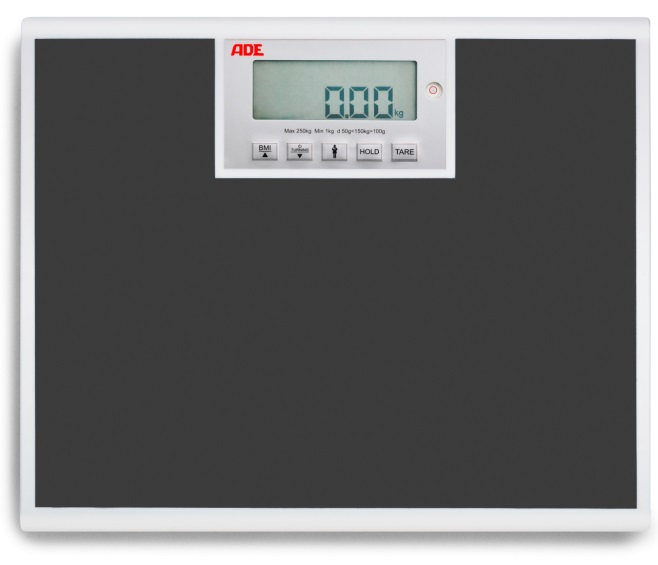 ADE
0.00 kg
Max 250kg Min 1kg d 50g<150kg>100g
BMI
HOLD
TARE